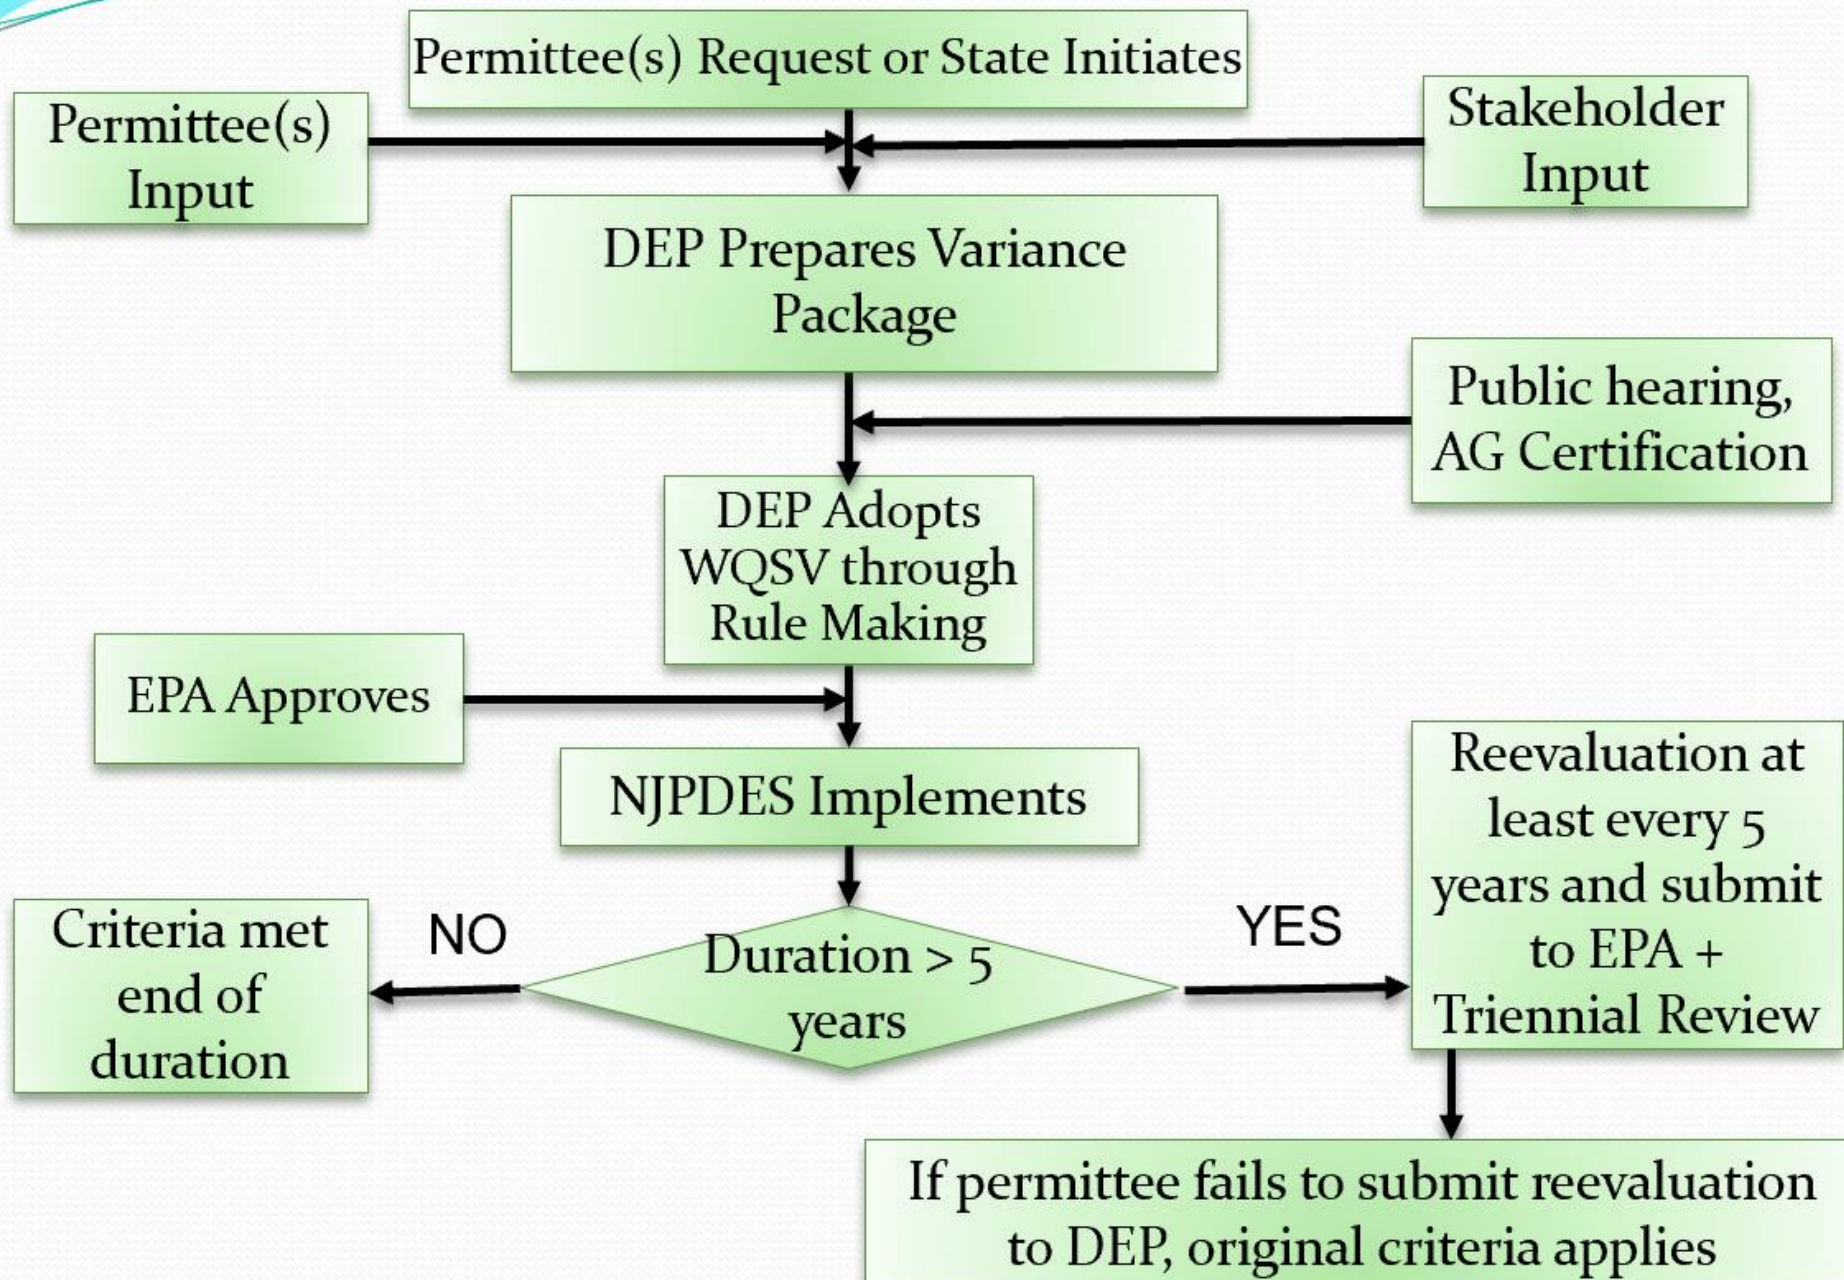 Permittee(s) Request or State Initiates
Permittee(s)
Input
Stakeholder
Input
DEP Prepares Variance
Package
Public hearing,
AG Certification
DEP Adopts
WQSV through
Rule Making
EPA Approves
NJPDES Implements
Reevaluation at
least every 5
years and submit
to EPA +
Triennial Review
Criteria met
end of
duration
NO
Duration > 5
years
YES
If permittee fails to submit reevaluation
to DEP, original criteria applies